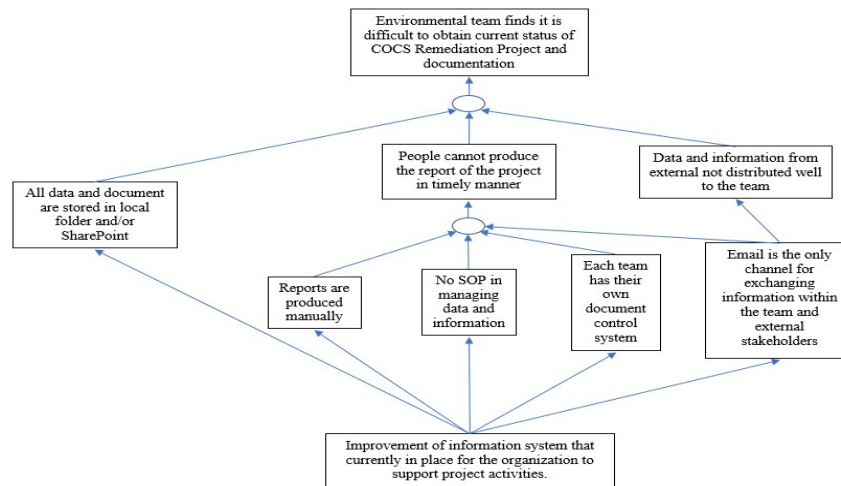 Environmental team finds it is
difficult to obtain current status of
COCS Remediation Project and
documentation
People cannot produce
the report of the project
in timely manner
Data and information from
external not distributed well
to the team
All data and document
are stored in local
folder and/or
SharePoint
Reports are
produced
manually
No SOP in
managing
data and
information
Each team
has their
own
document
control
system
Email is the only
channel for
exchanging
information within
the team and
external
stakeholders
Improvement of information system that
currently in place for the organization to
support project activities.